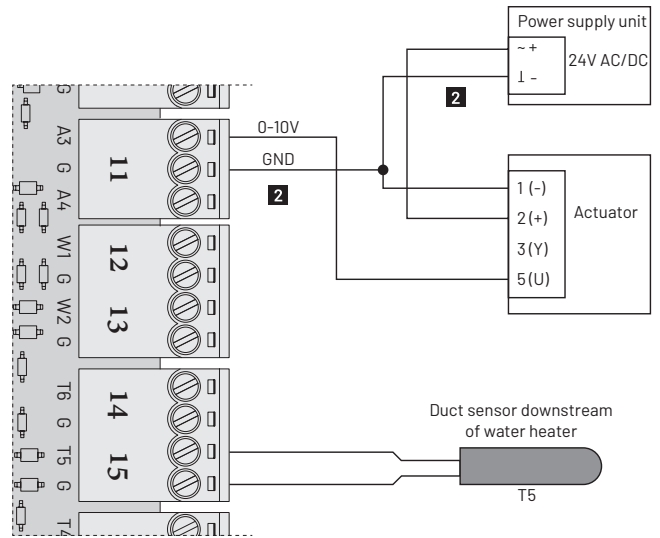 Power supply unit
~ +
24V AC/DC
⊥ -
2
G
A3
0-10V
11
G
GND
2
A4
1 (-)
2 (+)
Actuator
3 (Y)
5 (U)
W1
12
G
W2
13
G
T6
14
G
T5
15
G
Duct sensor downstream
of water heater
T5
T4